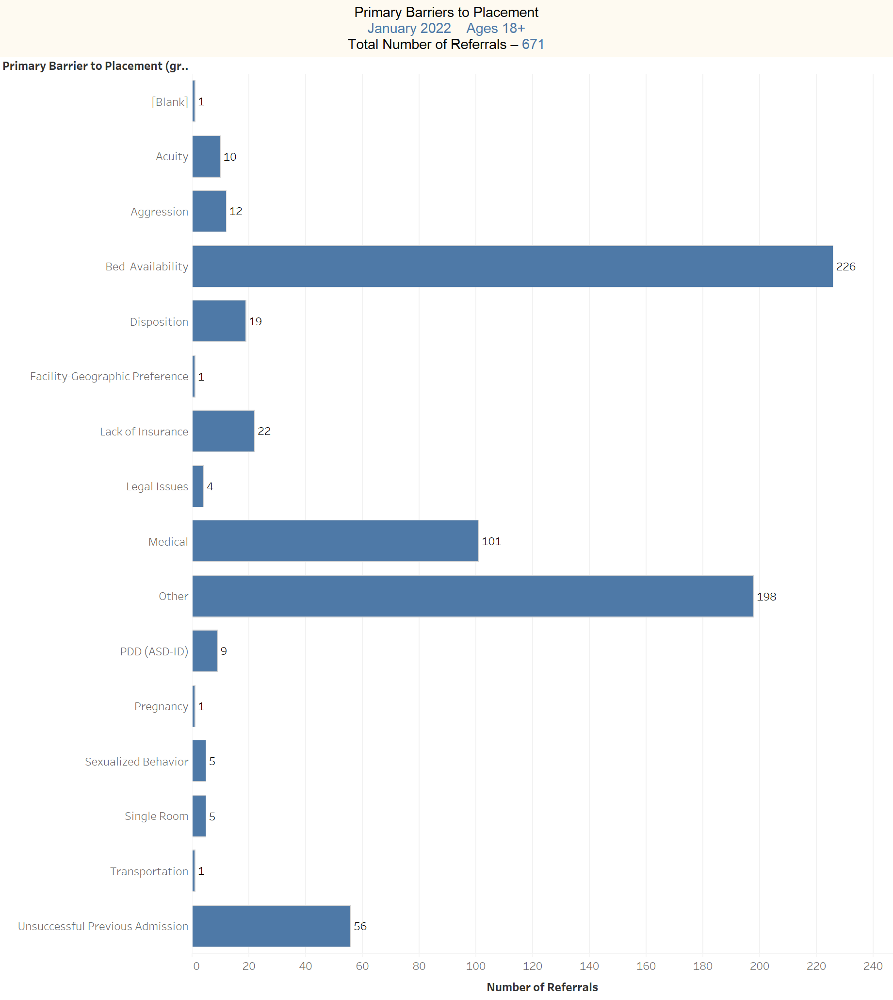 Primary Barriers to Placement
January 2022 Ages 18+
Total Number of Referrals – 671
Primary Barrier to Placement (gr..
[Blank] 1
Acuity 10
Aggression 12
Bed Availability 226
Disposition 19
Facility-Geographic Preference 1
Lack of Insurance 22
Legal Issues 4
Medical 101
Other 198
PDD (ASD-ID) 9
Pregnancy 1
Sexualized Behavior 5
Single Room 5
Transportation 1
Unsuccessful Previous Admission 56
0 20 40 60 80 100 120 140 160 180 200 220 240
Number of Referrals